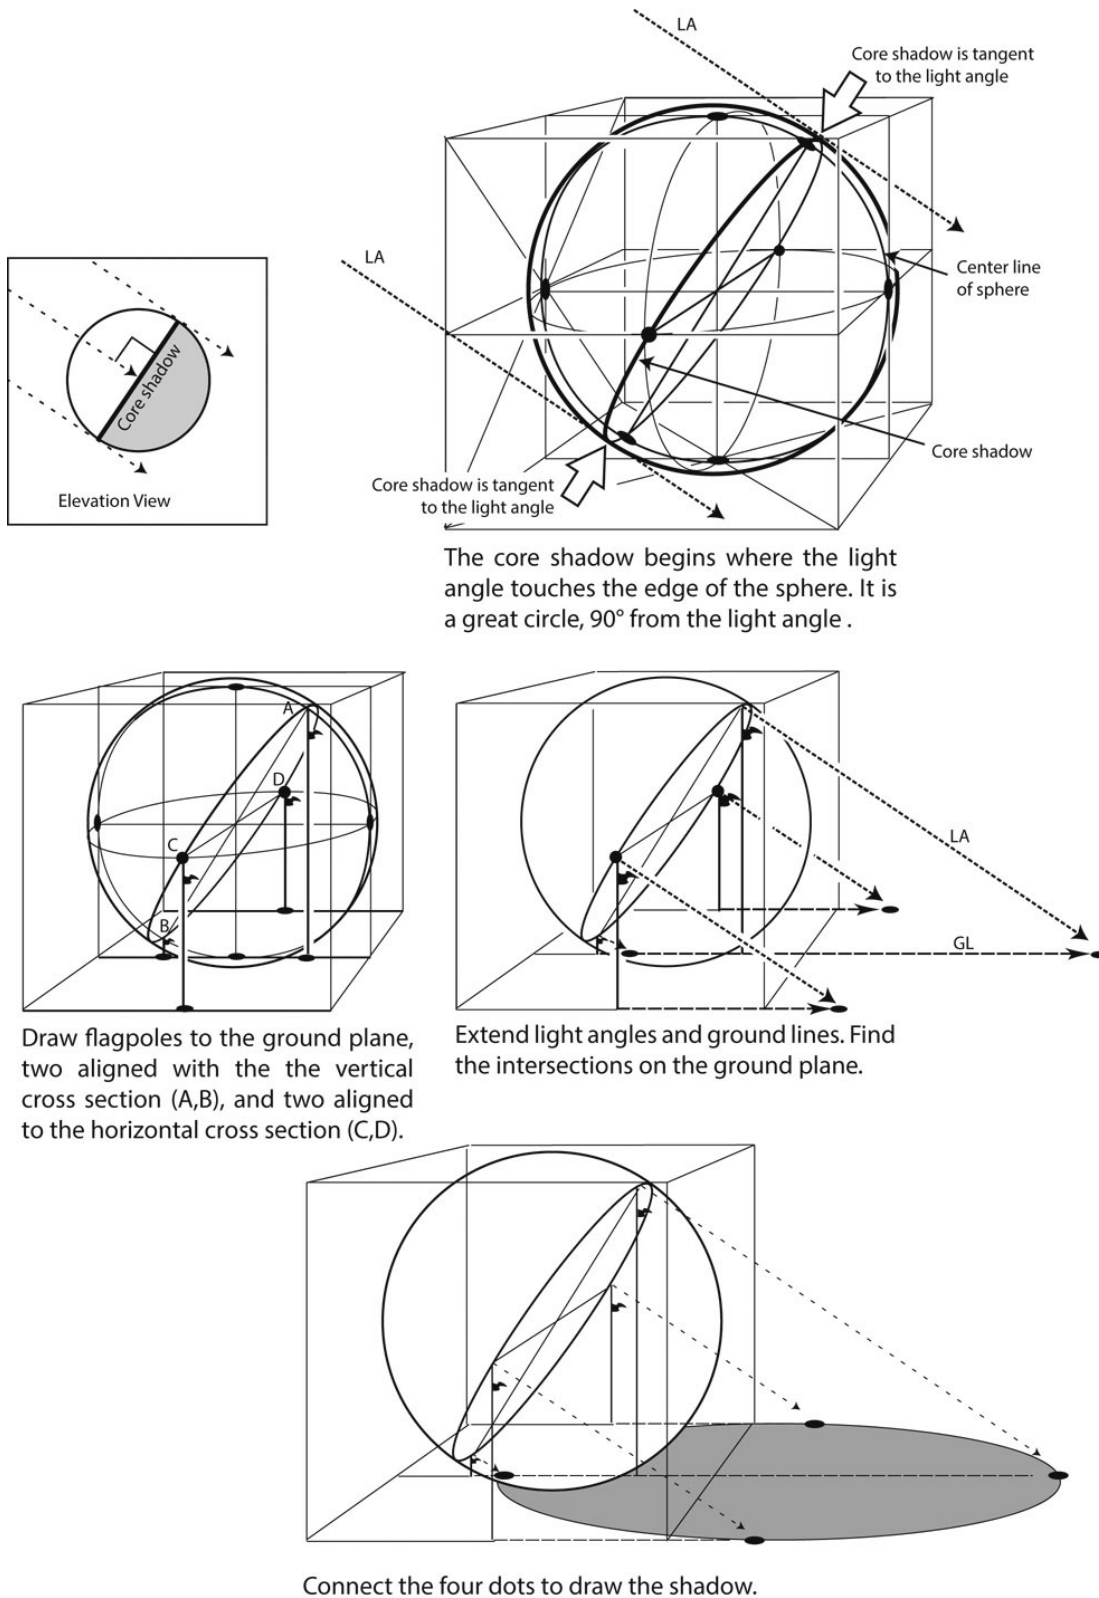 LA
Core shadow is tangent
to the light angle
LA
Center line
of sphere
Core shadow
Core shadow is tangent
to the light angle
Core shadow
Elevation View
The core shadow begins where the light
angle touches the edge of the sphere. It is
a great circle, 90° from the light angle .
A
D
C
B
Draw flagpoles to the ground plane,
two aligned with the the vertical
cross section (A,B), and two aligned
to the horizontal cross section (C,D).
LA
GL
Extend light angles and ground lines. Find
the intersections on the ground plane.
Connect the four dots to draw the shadow.